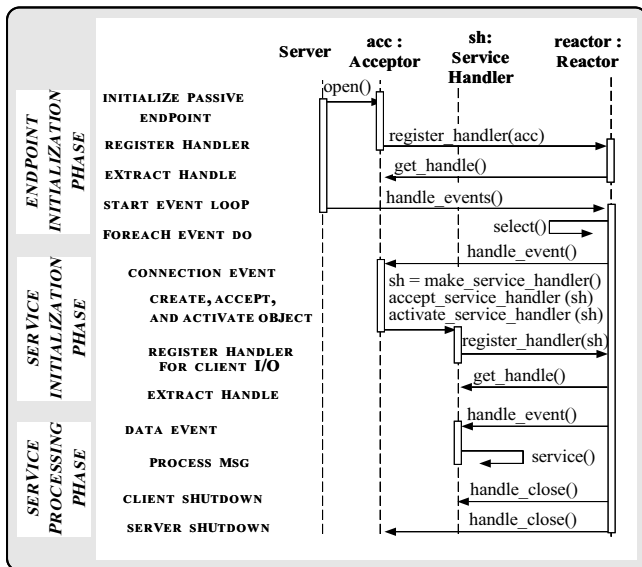 Server
acc :
Acceptor
sh:
Service
Handler
reactor :
Reactor
ENDPOINT
INITIALIZATION
PHASE
INITIALIZE PASSIVE
ENDPOINT
open()
REGISTER HANDLER
register_handler(acc)
EXTRACT HANDLE
get_handle()
START EVENT LOOP
handle_events()
FOREACH EVENT DO
select()
SERVICE
INITIALIZATION
PHASE
handle_event()
CONNECTION EVENT
CREATE, ACCEPT,
AND ACTIVATE OBJECT
sh = make_service_handler()
accept_service_handler (sh)
activate_service_handler (sh)
REGISTER HANDLER
FOR CLIENT I/O
register_handler(sh)
EXTRACT HANDLE
get_handle()
SERVICE
PROCESSING
PHASE
DATA EVENT
handle_event()
PROCESS MSG
service()
CLIENT SHUTDOWN
handle_close()
SERVER SHUTDOWN
handle_close()